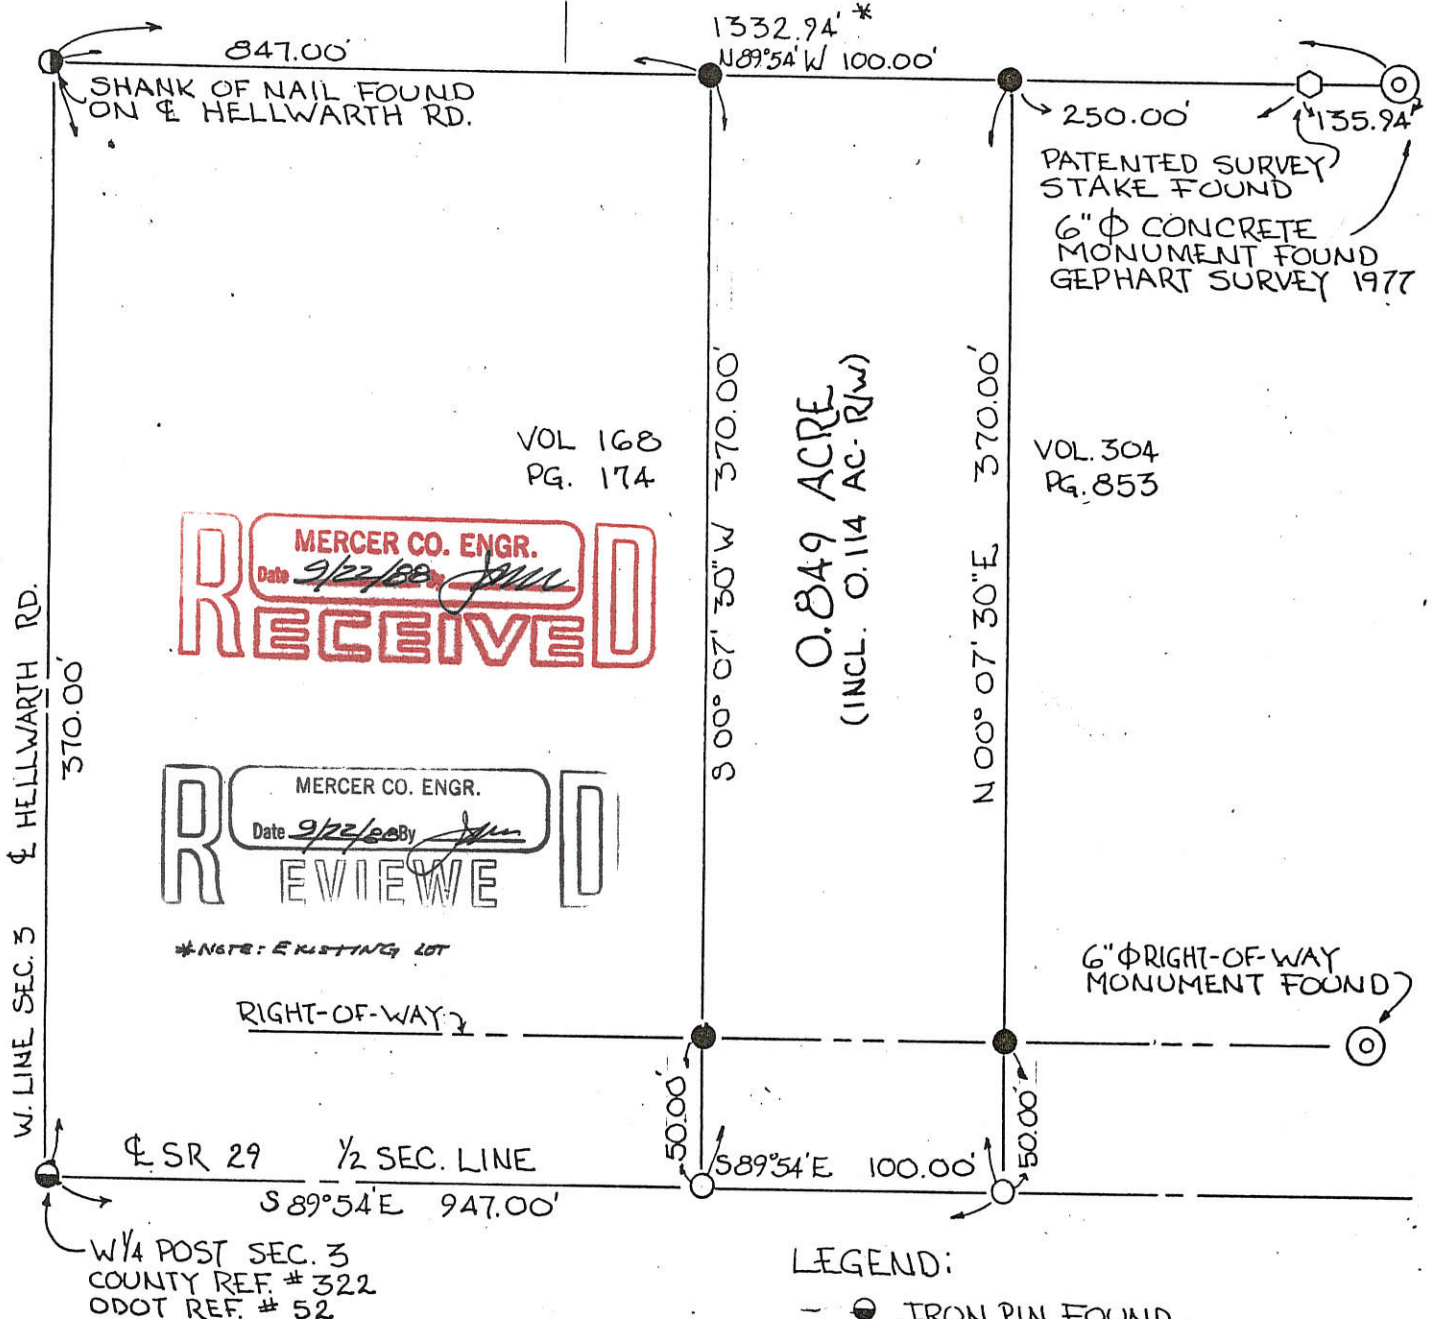 1332.94' *
847.00'
N89°54'W 100.00'
SHANK OF NAIL FOUND
ON ℄ HELLWARTH RD.
250.00'
135.94'
PATENTED SURVEY
STAKE FOUND
6"Φ CONCRETE
MONUMENT FOUND
GEPHART SURVEY 1977
VOL 168
PG. 174
S 00° 07' 30"W 370.00'
0.849 ACRE
(INCL. 0.114 AC- R/W)
N 00° 07' 30"E 370.00'
VOL. 304
PG. 853
MERCER CO. ENGR.
Date 9/22/88 By
RECEIVED
W. LINE SEC. 3 ℄ HELLWARTH RD.
370.00'
MERCER CO. ENGR.
Date 9/22/88 By
REVIEWED
*NOTE: EXISTING LOT
6"Φ RIGHT-OF-WAY
MONUMENT FOUND
RIGHT-OF-WAY
50.00'
50.00'
℄ SR 29 1/2 SEC. LINE
S89°54'E 100.00'
S89°54'E 947.00'
W1/4 POST SEC. 3
COUNTY REF. # 322
ODOT REF. # 52
LEGEND:
- IRON PIN FOUND